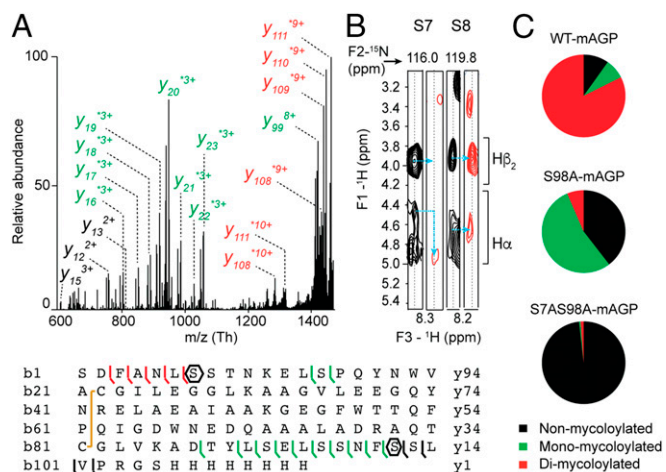 A
Relative abundance
100
50
0
600
800
1000
1200
1400
m/z (Th)
y15 3+
y12 2+
y13 2+
y16 *3+
y17 *3+
y18 *3+
y19 *3+
y20 *3+
y21 *3+
y22 *3+
y23 *3+
y111 *10+
y108 *10+
y108 *9+
y99 8+
y109 *9+
y110 *9+
y111 *9+
B
S7 S8
F2-15N (ppm)
116.0 119.8
F1 -1H (ppm)
3.2
3.4
3.6
3.8
4.0
4.2
4.4
4.6
4.8
5.0
5.2
5.4
Hβ2
Hα
8.3 8.2
F3 -1H (ppm)
C
WT-mAGP
S98A-mAGP
S7AS98A-mAGP
Non-mycoloylated
Mono-mycoloylated
Di-mycoloylated
b1 S D F A N L S S T N K E L S P Q Y N W V y94
b21 A C G I L E G G L K A A G V L E E G K Y y74
b41 N R E L A E A I A A K G E G F W T T Q F y54
b61 P Q I G D W N E A A A L A A L A D R A Q T y34
b81 C G L V K A D T Y L S E L S S N F S S L y14
b101 V P R G S H H H H H H H y1